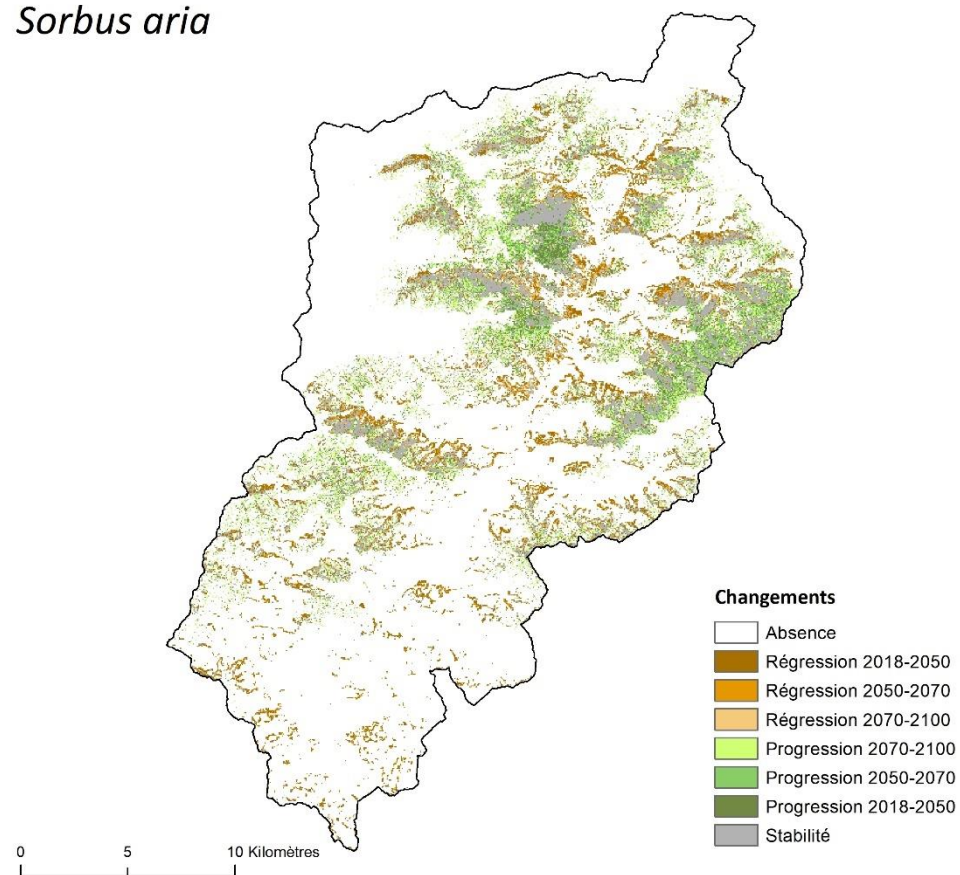 Sorbus aria
Changements
Absence
Régression 2018-2050
Régression 2050-2070
Régression 2070-2100
Progression 2070-2100
Progression 2050-2070
Progression 2018-2050
Stabilité
0 5 10 Kilomètres